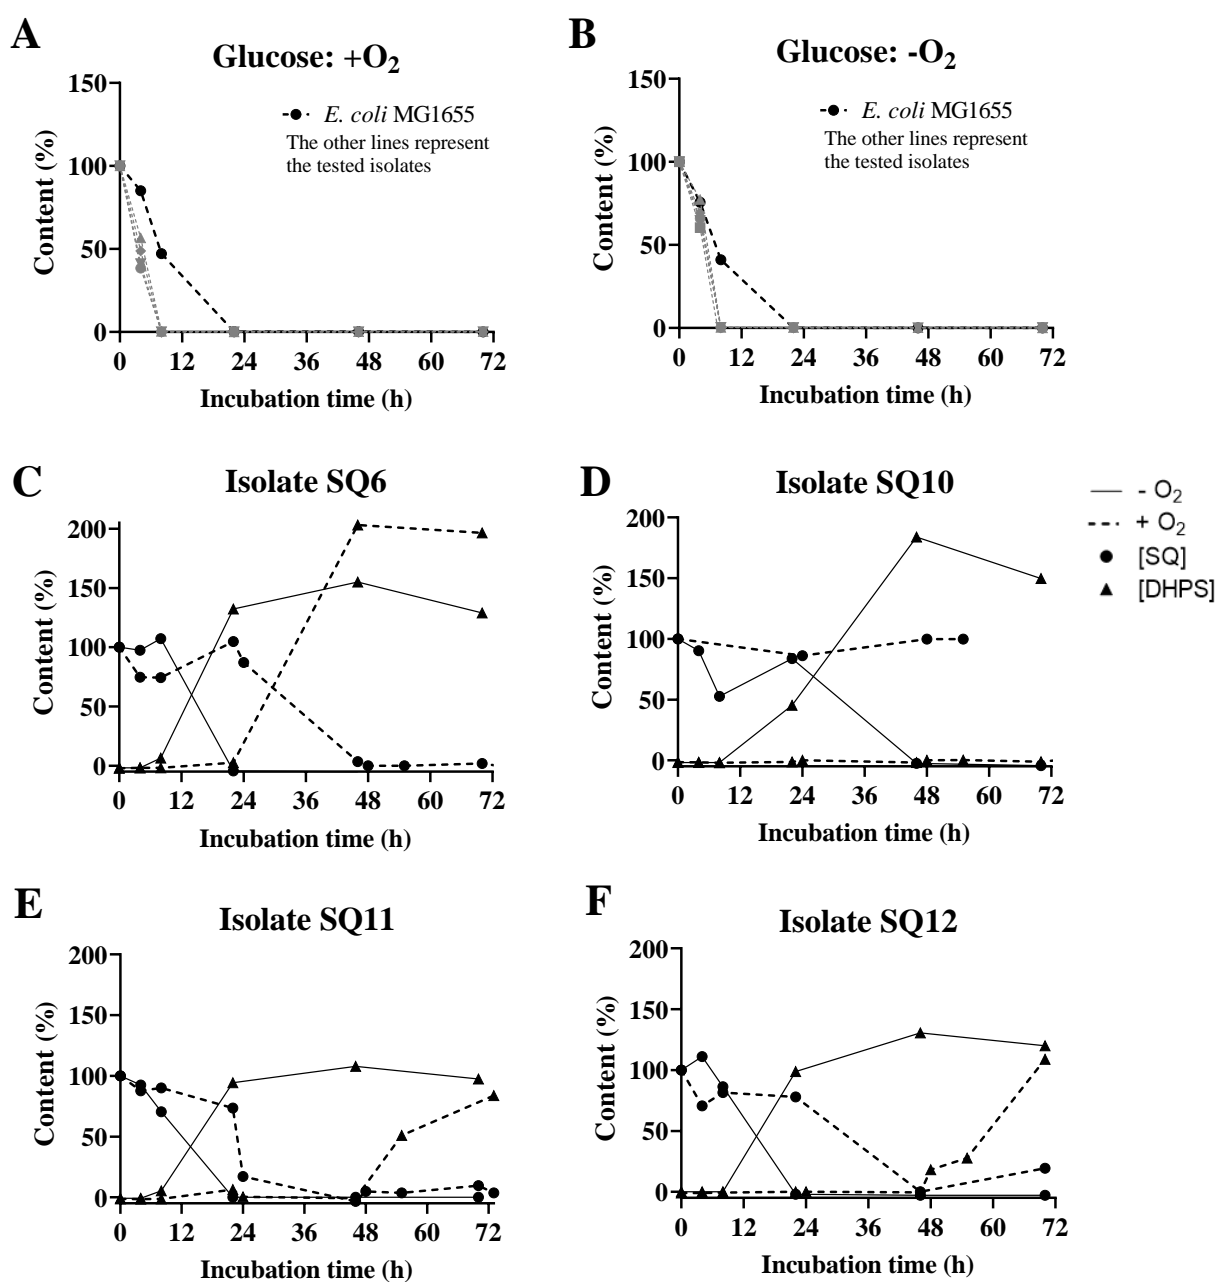 A
Glucose: +O2
150
100
50
0
Content (%)
E. coli MG1655
The other lines represent
the tested isolates
0 12 24 36 48 60 72
Incubation time (h)
B
Glucose: -O2
150
100
50
0
Content (%)
E. coli MG1655
The other lines represent
the tested isolates
0 12 24 36 48 60 72
Incubation time (h)
C
Isolate SQ6
200
150
100
50
0
Content (%)
0 12 24 36 48 60 72
Incubation time (h)
D
Isolate SQ10
200
150
100
50
0
Content (%)
0 12 24 36 48 60 72
Incubation time (h)
- O2
+ O2
[SQ]
[DHPS]
E
Isolate SQ11
200
150
100
50
0
Content (%)
0 12 24 36 48 60 72
Incubation time (h)
F
Isolate SQ12
200
150
100
50
0
Content (%)
0 12 24 36 48 60 72
Incubation time (h)